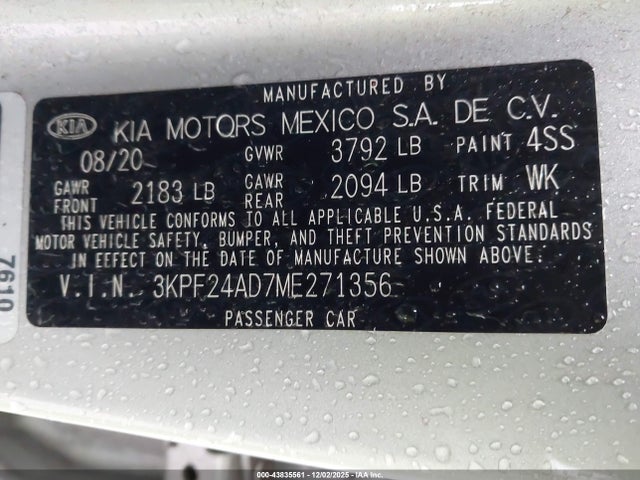 MANUFACTURED BY
KIA KIA MOTORS MEXICO S.A. DE C.V.
08/20 GVWR 3792 LB PAINT 4SS
GAWR FRONT 2183 LB GAWR REAR 2094 LB TRIM WK
THIS VEHICLE CONFORMS TO ALL APPLICABLE U.S.A. FEDERAL
MOTOR VEHICLE SAFETY, BUMPER, AND THEFT PREVENTION STANDARDS
IN EFFECT ON THE DATE OF MANUFACTURE SHOWN ABOVE.
V.I.N. 3KPF24AD7ME271356
PASSENGER CAR
7610
000-43835561 - 12/02/2025 - IAA Inc.